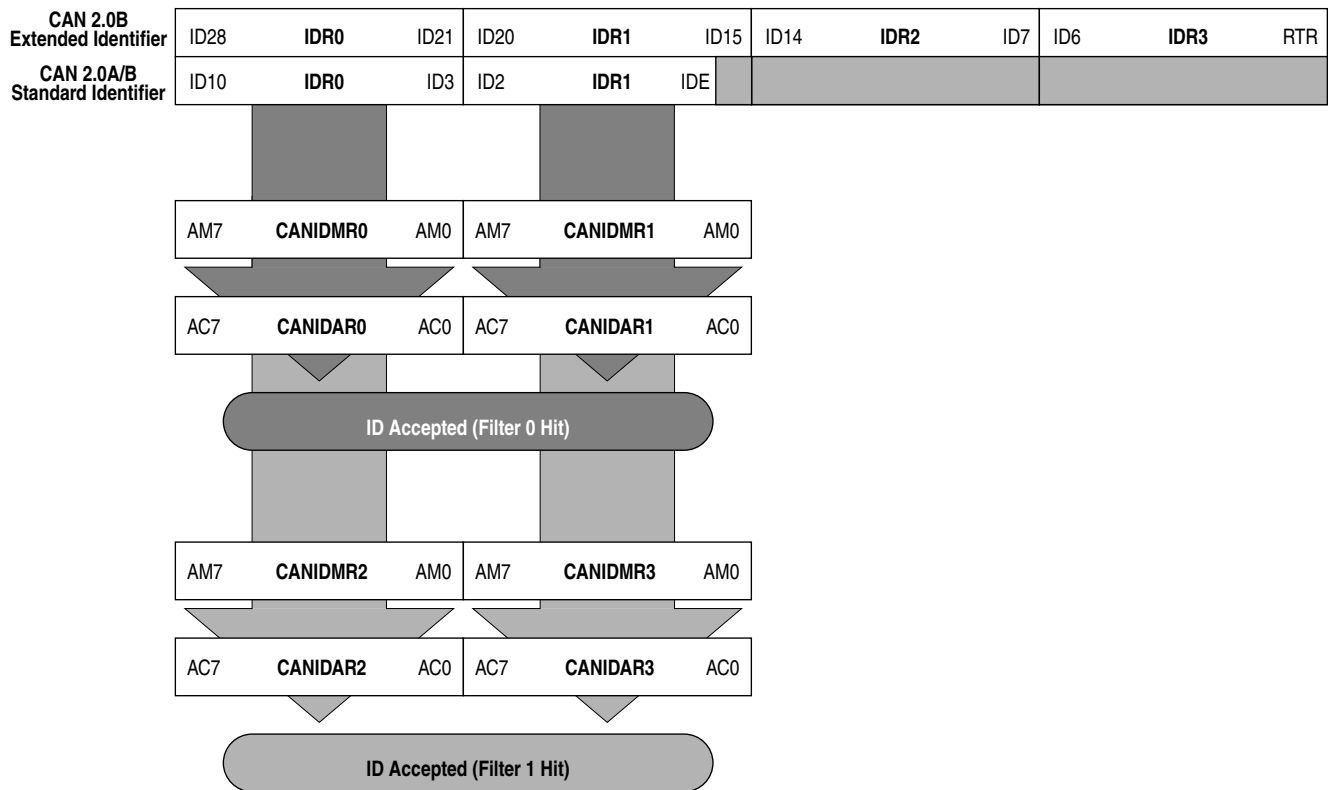 CAN 2.0B
Extended Identifier
ID28 IDR0 ID21 ID20 IDR1 ID15 ID14 IDR2 ID7 ID6 IDR3 RTR
CAN 2.0A/B
Standard Identifier
ID10 IDR0 ID3 ID2 IDR1 IDE
AM7 CANIDMR0 AM0 AM7 CANIDMR1 AM0
AC7 CANIDAR0 AC0 AC7 CANIDAR1 AC0
ID Accepted (Filter 0 Hit)
AM7 CANIDMR2 AM0 AM7 CANIDMR3 AM0
AC7 CANIDAR2 AC0 AC7 CANIDAR3 AC0
ID Accepted (Filter 1 Hit)